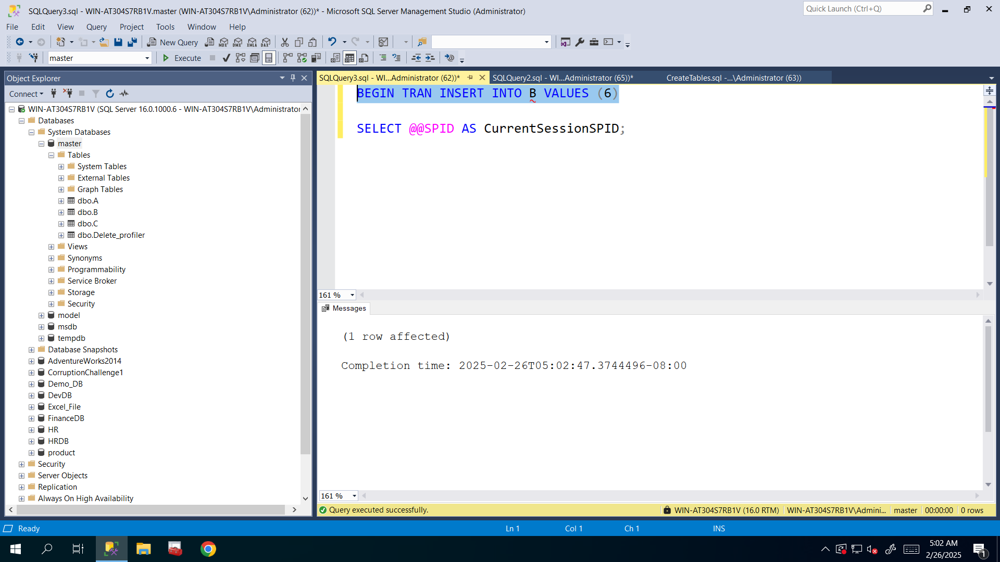 SQLQuery3.sql - WIN-AT304S7RB1V.master (WIN-AT304S7RB1V\Administrator (62))* - Microsoft SQL Server Management Studio (Administrator)
Quick Launch (Ctrl+Q)
File Edit View Query Project Tools Window Help
New Query MDX DMX XMLA DAX
master Execute
Object Explorer
SQLQuery3.sql - WI...Administrator (62))* SQLQuery2.sql - WI...Administrator (65))* CreateTables.sql -...\Administrator (63))
Connect
WIN-AT304S7RB1V (SQL Server 16.0.1000.6 - WIN-AT304S7RB1V\Administrator
Databases
System Databases
master
Tables
System Tables
External Tables
Graph Tables
dbo.A
dbo.B
dbo.C
dbo.Delete_profiler
Views
Synonyms
Programmability
Service Broker
Storage
Security
model
msdb
tempdb
Database Snapshots
AdventureWorks2014
CorruptionChallenge1
Demo_DB
DevDB
Excel_File
FinanceDB
HR
HRDB
product
Security
Server Objects
Replication
Always On High Availability
BEGIN TRAN INSERT INTO B VALUES (6)
SELECT @@SPID AS CurrentSessionSPID;
161 %
Messages
(1 row affected)
Completion time: 2025-02-26T05:02:47.3744496-08:00
161 %
Query executed successfully. WIN-AT304S7RB1V (16.0 RTM) WIN-AT304S7RB1V\Admini... master 00:00:00 0 rows
Ready Ln 1 Col 1 Ch 1 INS
5:02 AM
2/26/2025
1